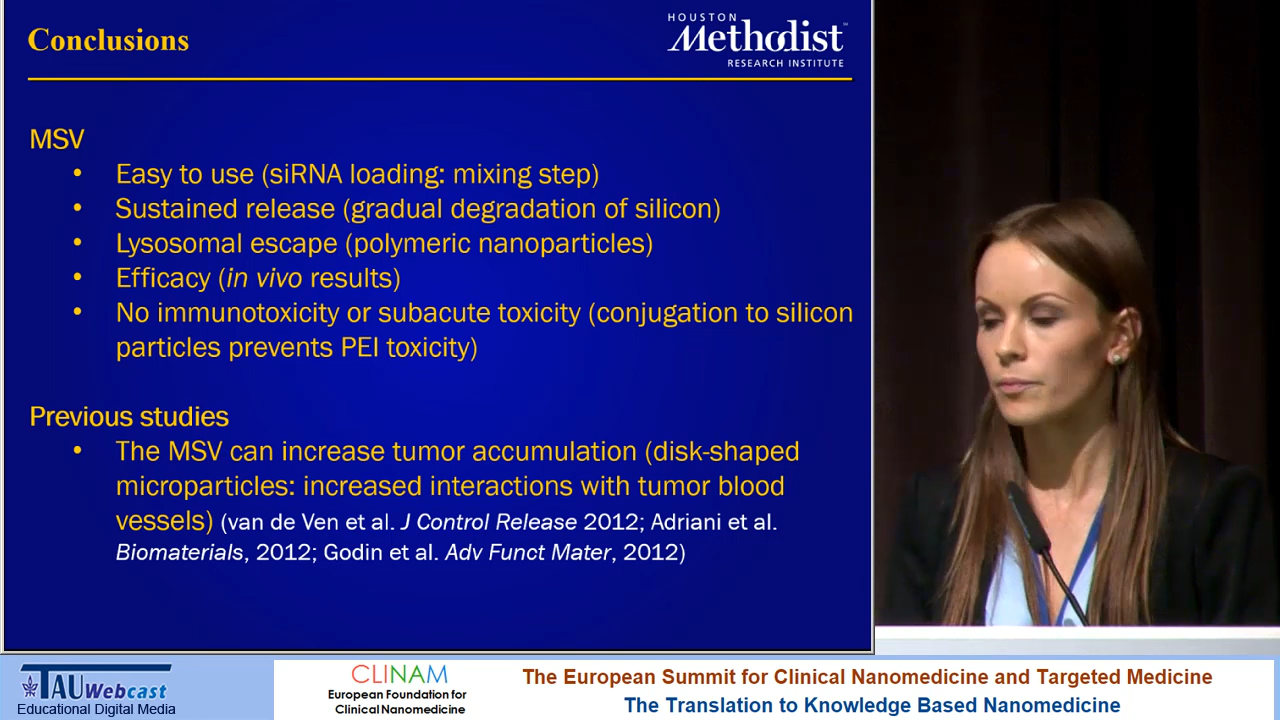 Conclusions
HOUSTON
Methodist
RESEARCH INSTITUTE
MSV
• Easy to use (siRNA loading: mixing step)
• Sustained release (gradual degradation of silicon)
• Lysosomal escape (polymeric nanoparticles)
• Efficacy (in vivo results)
• No immunotoxicity or subacute toxicity (conjugation to silicon
particles prevents PEI toxicity)
Previous studies
• The MSV can increase tumor accumulation (disk-shaped
microparticles: increased interactions with tumor blood
vessels) (van de Ven et al. J Control Release 2012; Adriani et al.
Biomaterials, 2012; Godin et al. Adv Funct Mater, 2012)
TAU Webcast
Educational Digital Media
CLINAM
European Foundation for
Clinical Nanomedicine
The European Summit for Clinical Nanomedicine and Targeted Medicine
The Translation to Knowledge Based Nanomedicine